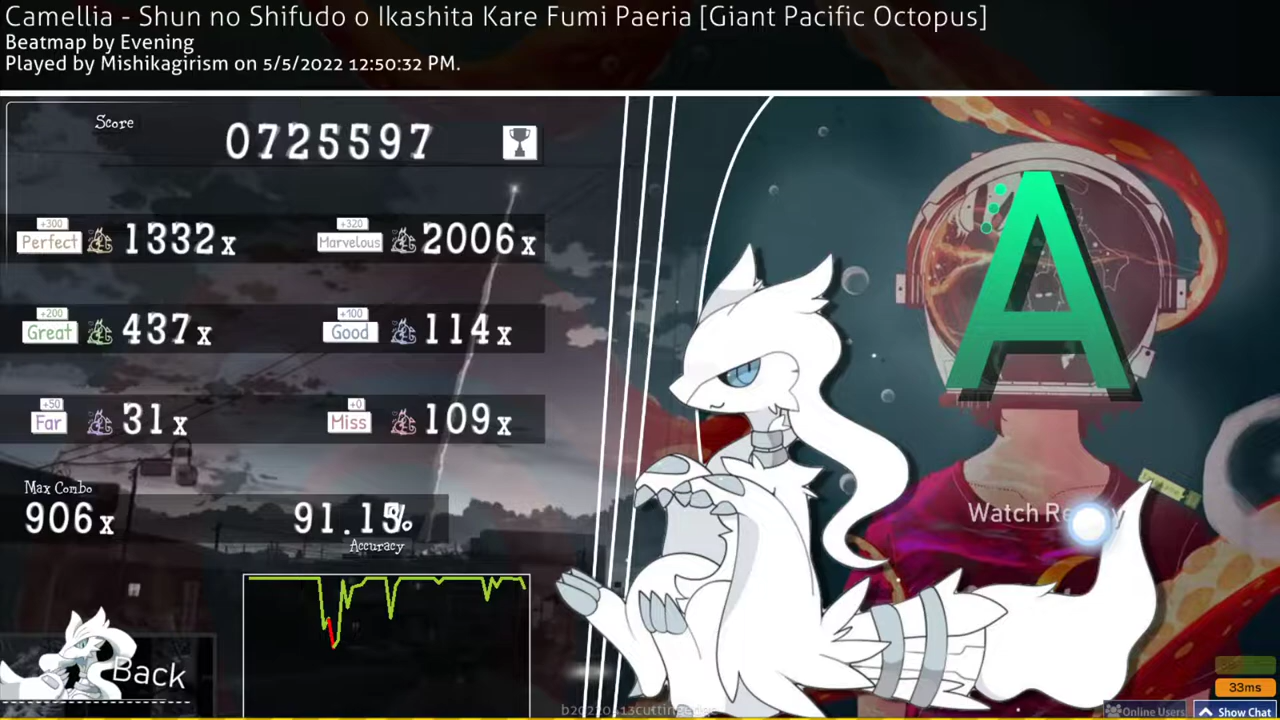 Camellia - Shun no Shifudo o Ikashita Kare Fumi Paeria [Giant Pacific Octopus]
Beatmap by Evening
Played by Mishikagirism on 5/5/2022 12:50:32 PM.
Score
0725597
+300
Perfect 1332x
+320
Marvelous 2006x
+200
Great 437x
+100
Good 114x
+50
Far 31x
+0
Miss 109x
Max Combo
906x
91.15%
Accuracy
A
Watch
Back
33ms
b20220413cuttingedge
Online Users
Show Chat